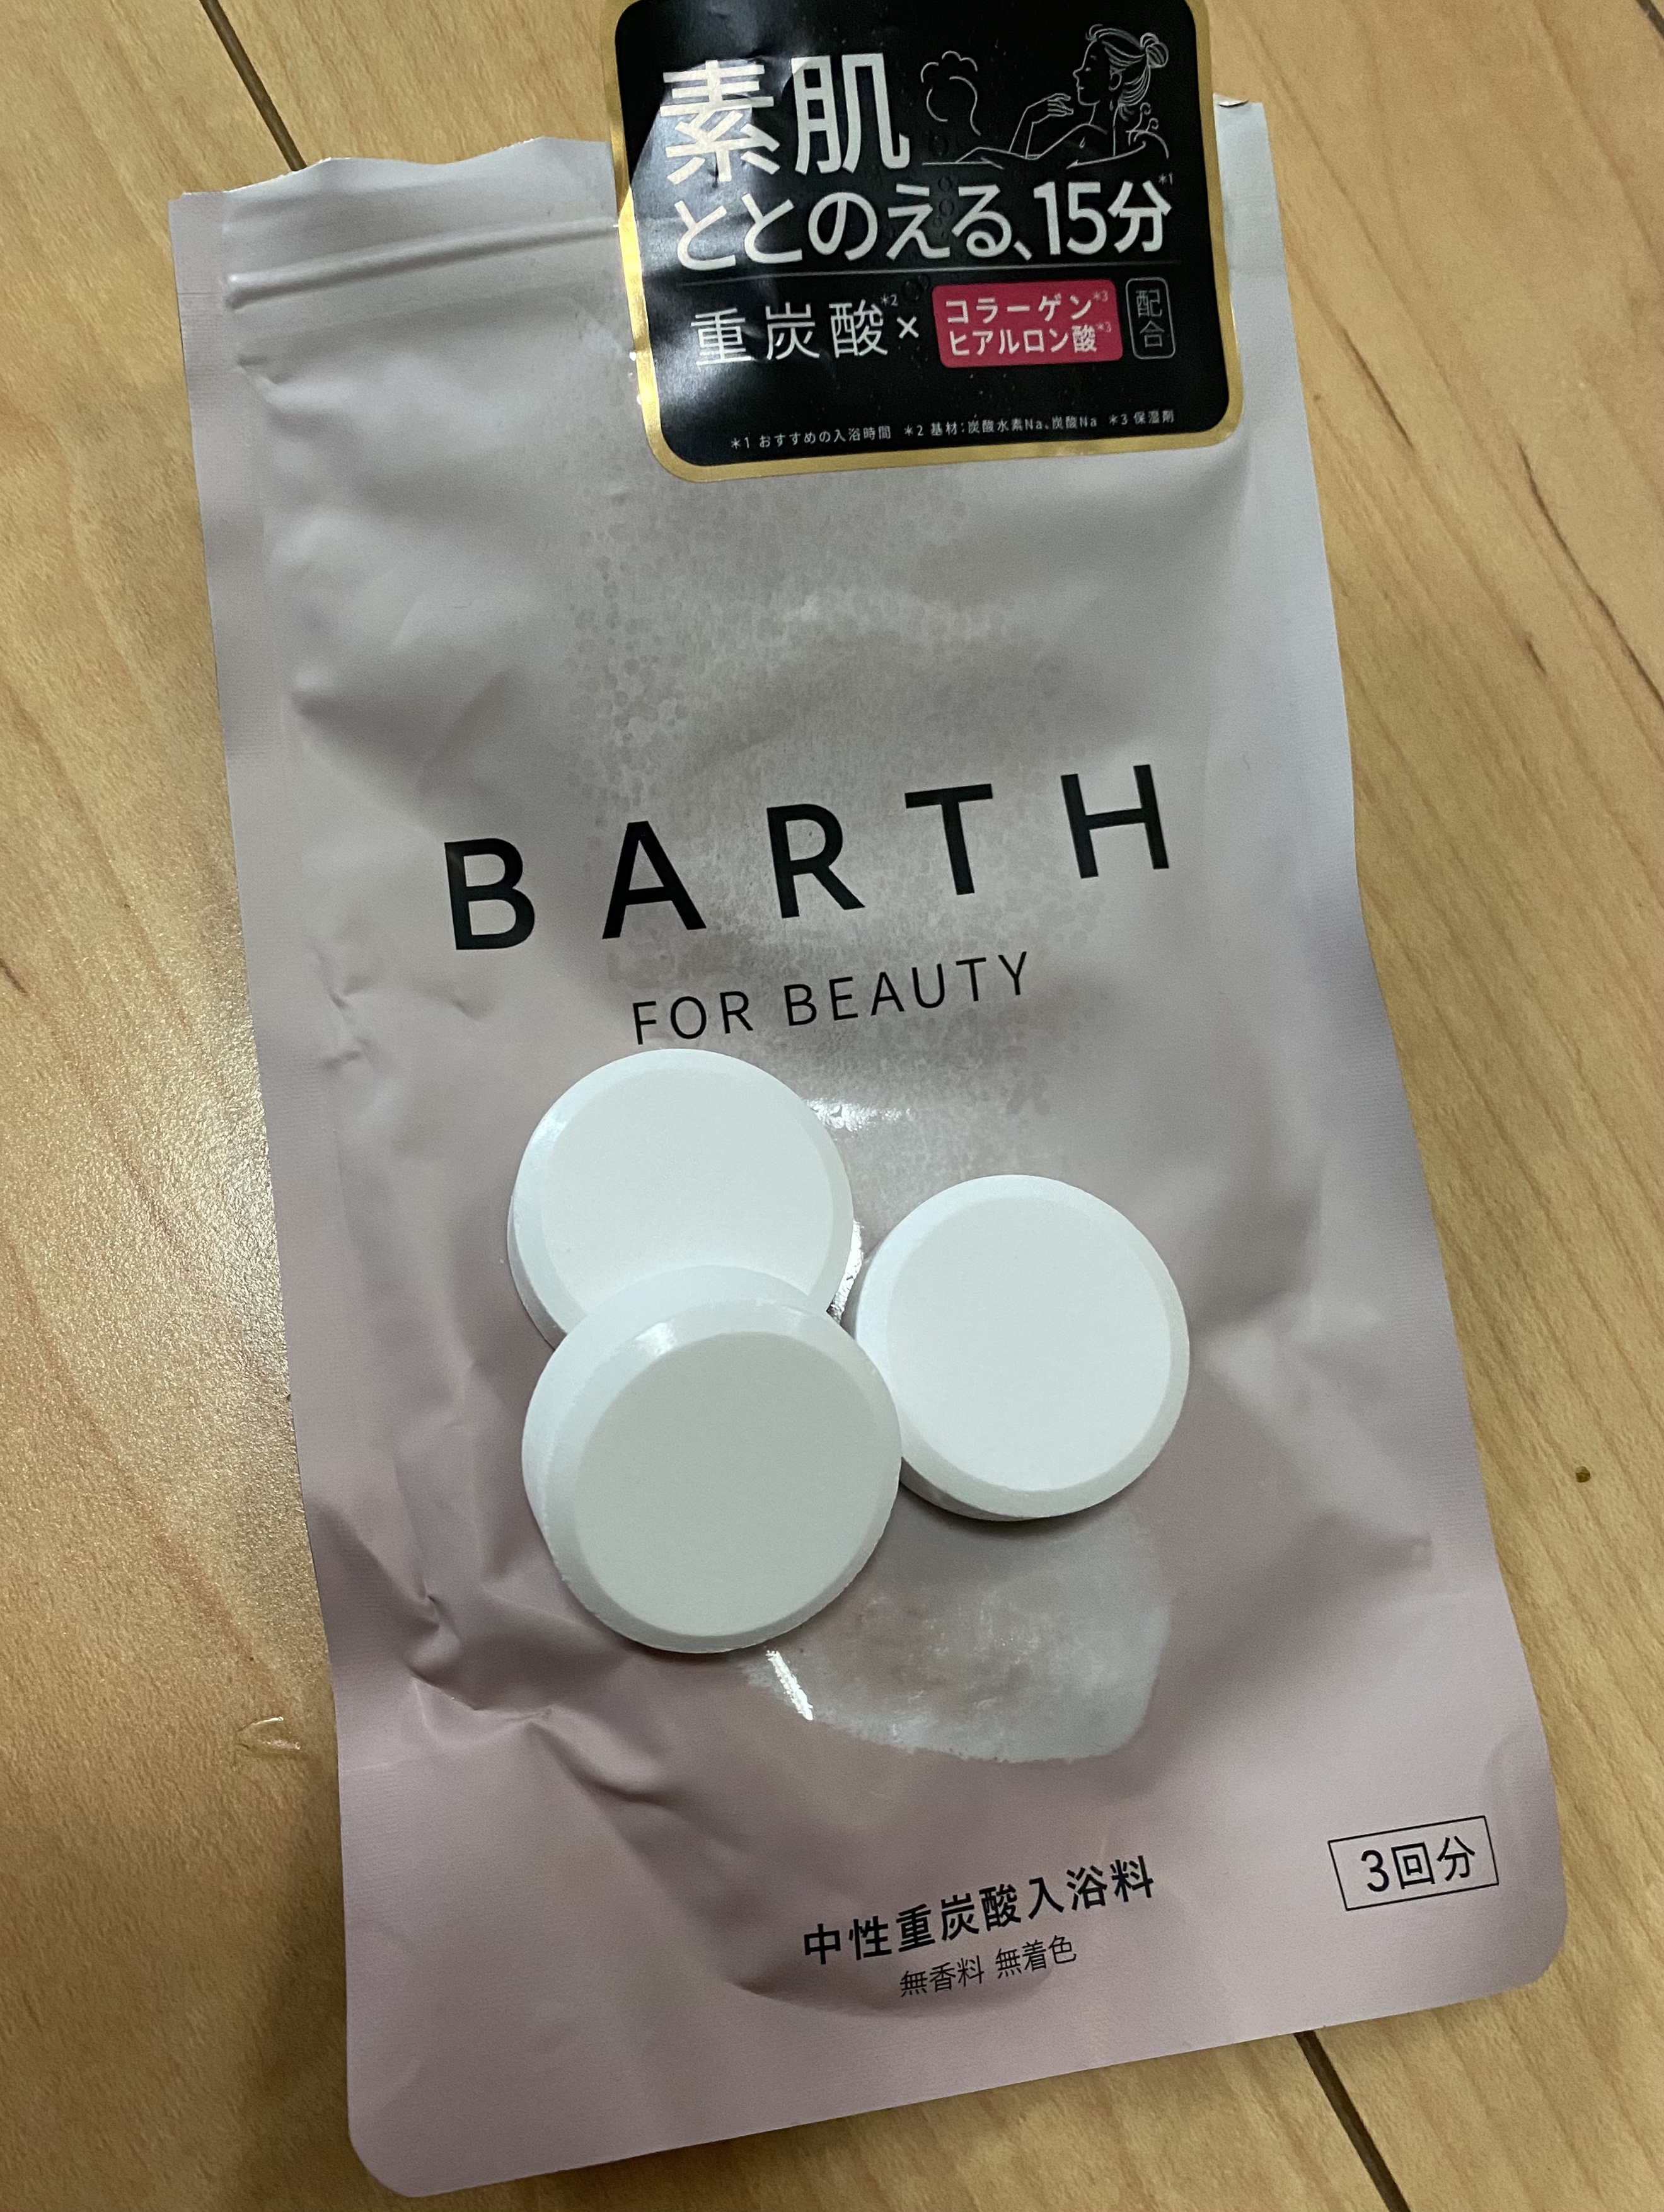 素肌
ととのえる、15分*1
重炭酸*2×コラーゲン*3
ヒアルロン酸*3
配合
*1 おすすめの入浴時間 *2 基材:炭酸水素Na、炭酸Na *3 保湿剤
BARTH
FOR BEAUTY
3回分
中性重炭酸入浴料
無香料 無着色